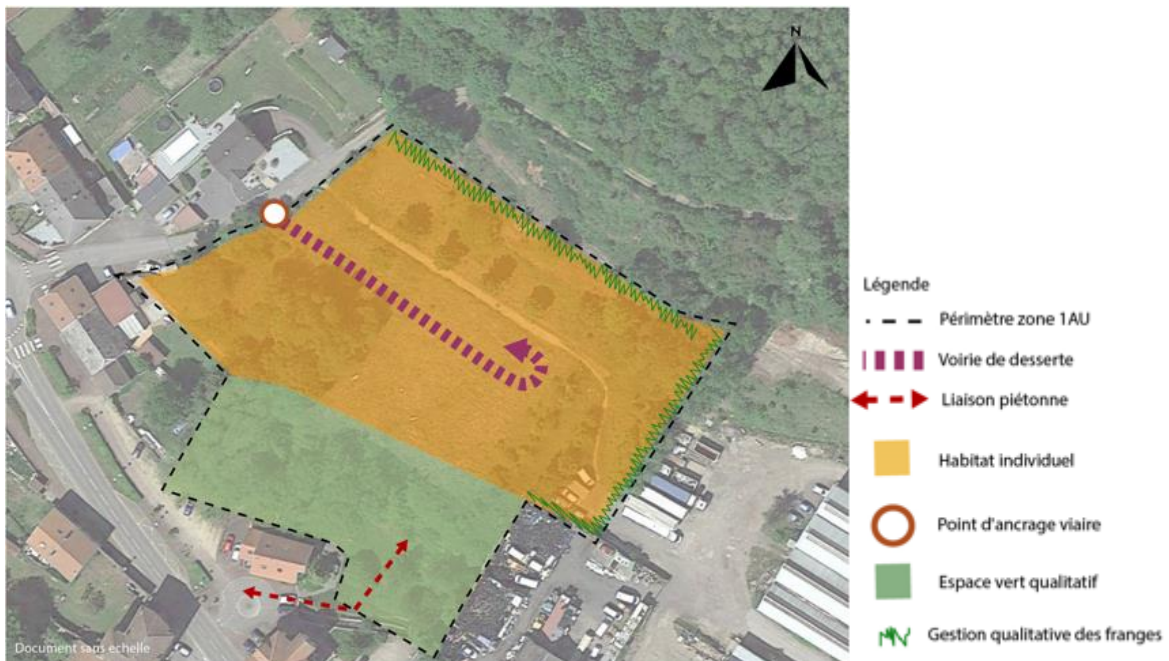 N
Légende
Périmètre zone 1AU
Voirie de desserte
Liaison piétonne
Habitat individuel
Point d'ancrage viaire
Espace vert qualitatif
Gestion qualitative des franges
Document sans echelle